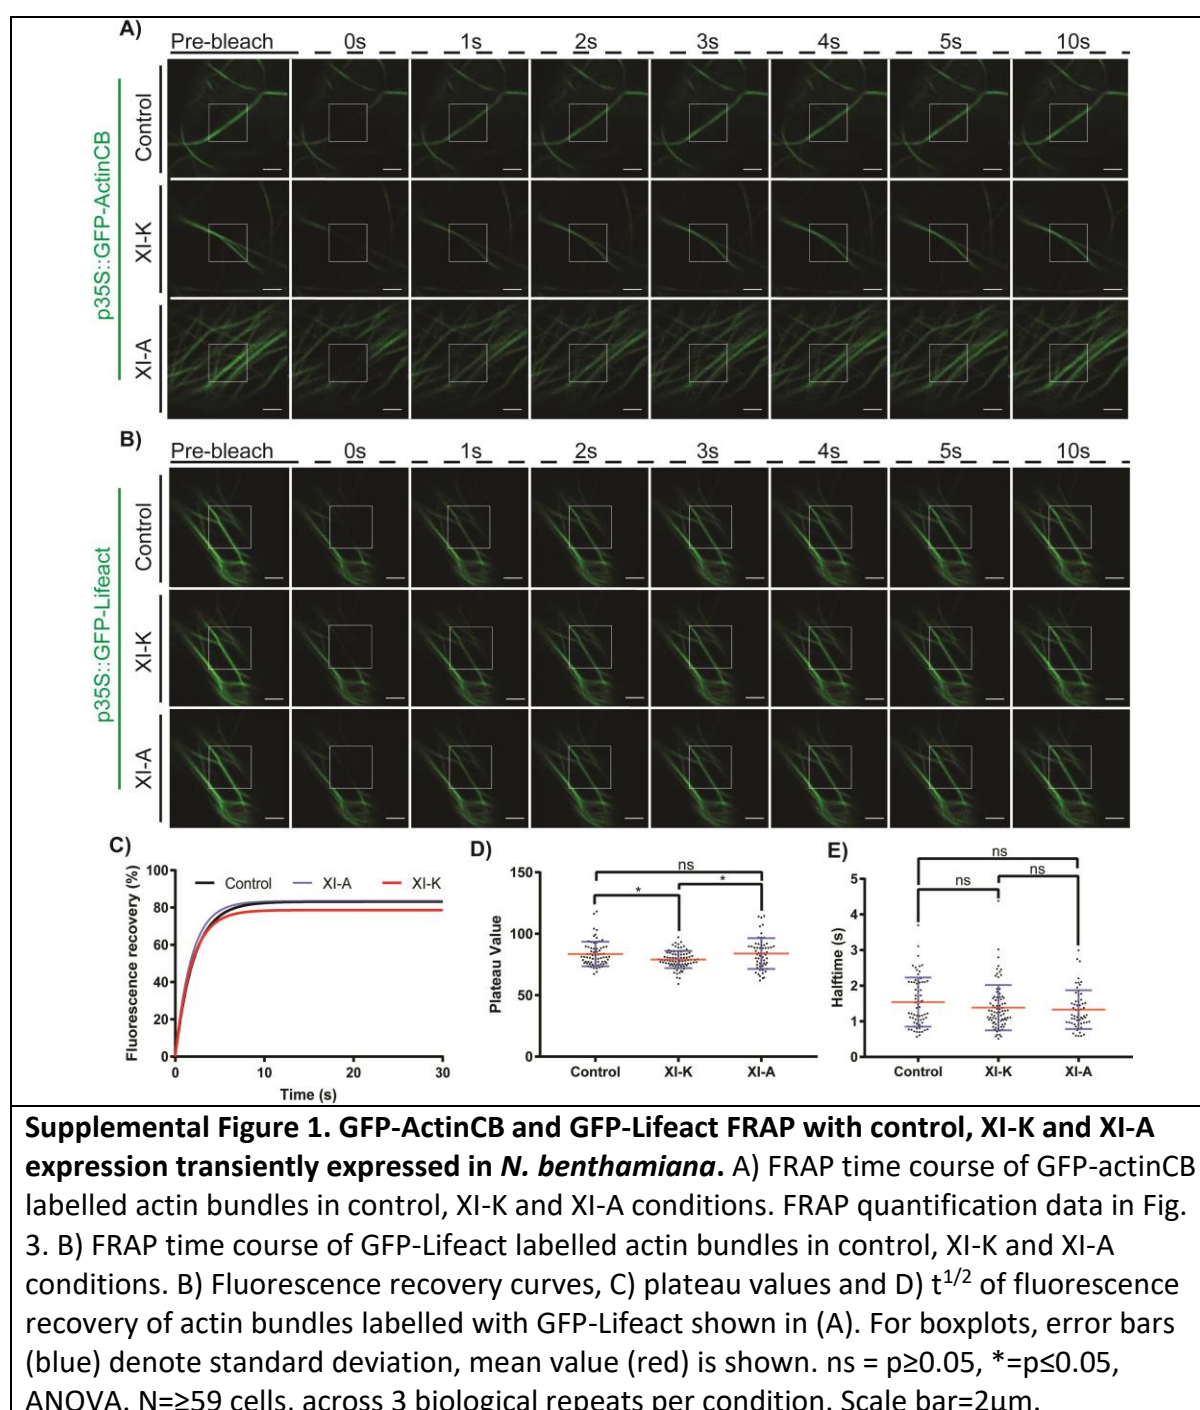 A)
Pre-bleach 0s 1s 2s 3s 4s 5s 10s
p35S::GFP-ActinCB
Control
XI-K
XI-A
B)
Pre-bleach 0s 1s 2s 3s 4s 5s 10s
p35S::GFP-Lifeact
Control
XI-K
XI-A
C)
Fluorescence recovery (%)
100
80
60
40
20
0
Control XI-A XI-K
0 10 20 30
Time (s)
D)
Plateau Value
150
100
50
0
ns
* *
Control XI-K XI-A
E)
Halftime (s)
5
4
3
2
1
0
ns
ns ns
Control XI-K XI-A
Supplemental Figure 1. GFP-ActinCB and GFP-Lifeact FRAP with control, XI-K and XI-A
expression transiently expressed in N. benthamiana. A) FRAP time course of GFP-actinCB
labelled actin bundles in control, XI-K and XI-A conditions. FRAP quantification data in Fig.
3. B) FRAP time course of GFP-Lifeact labelled actin bundles in control, XI-K and XI-A
conditions. B) Fluorescence recovery curves, C) plateau values and D) t1/2 of fluorescence
recovery of actin bundles labelled with GFP-Lifeact shown in (A). For boxplots, error bars
(blue) denote standard deviation, mean value (red) is shown. ns = p≥0.05, *=p≤0.05,
ANOVA. N=≥59 cells, across 3 biological repeats per condition. Scale bar=2μm.